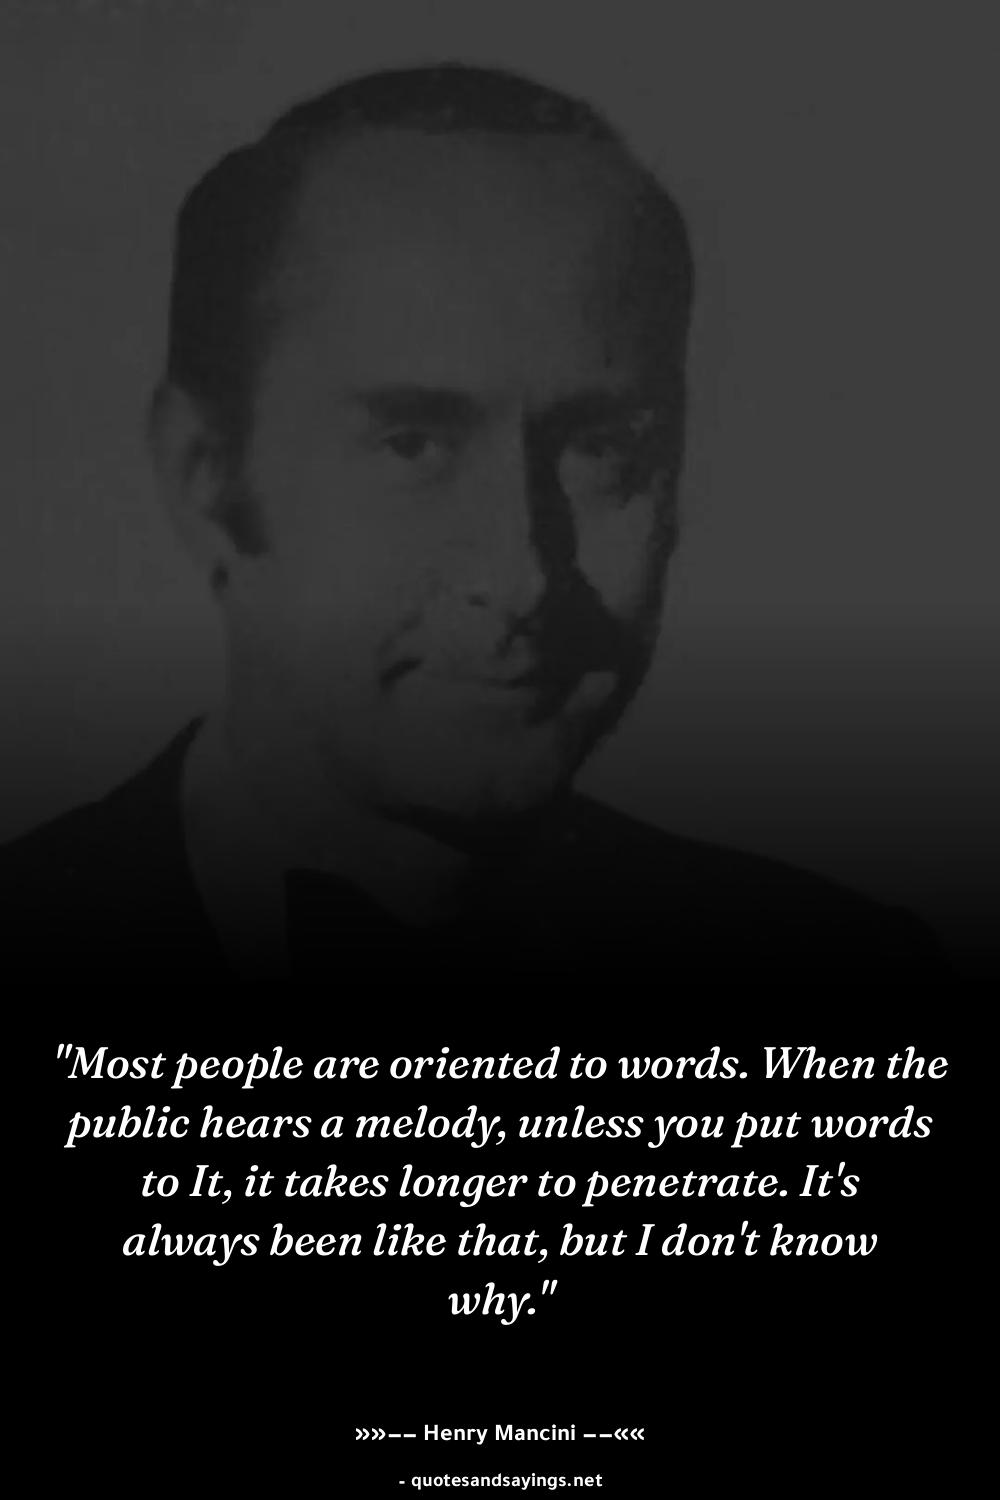 "Most people are oriented to words. When the
public hears a melody, unless you put words
to It, it takes longer to penetrate. It's
always been like that, but I don't know
why."
»»–– Henry Mancini ––««
- quotesandsayings.net